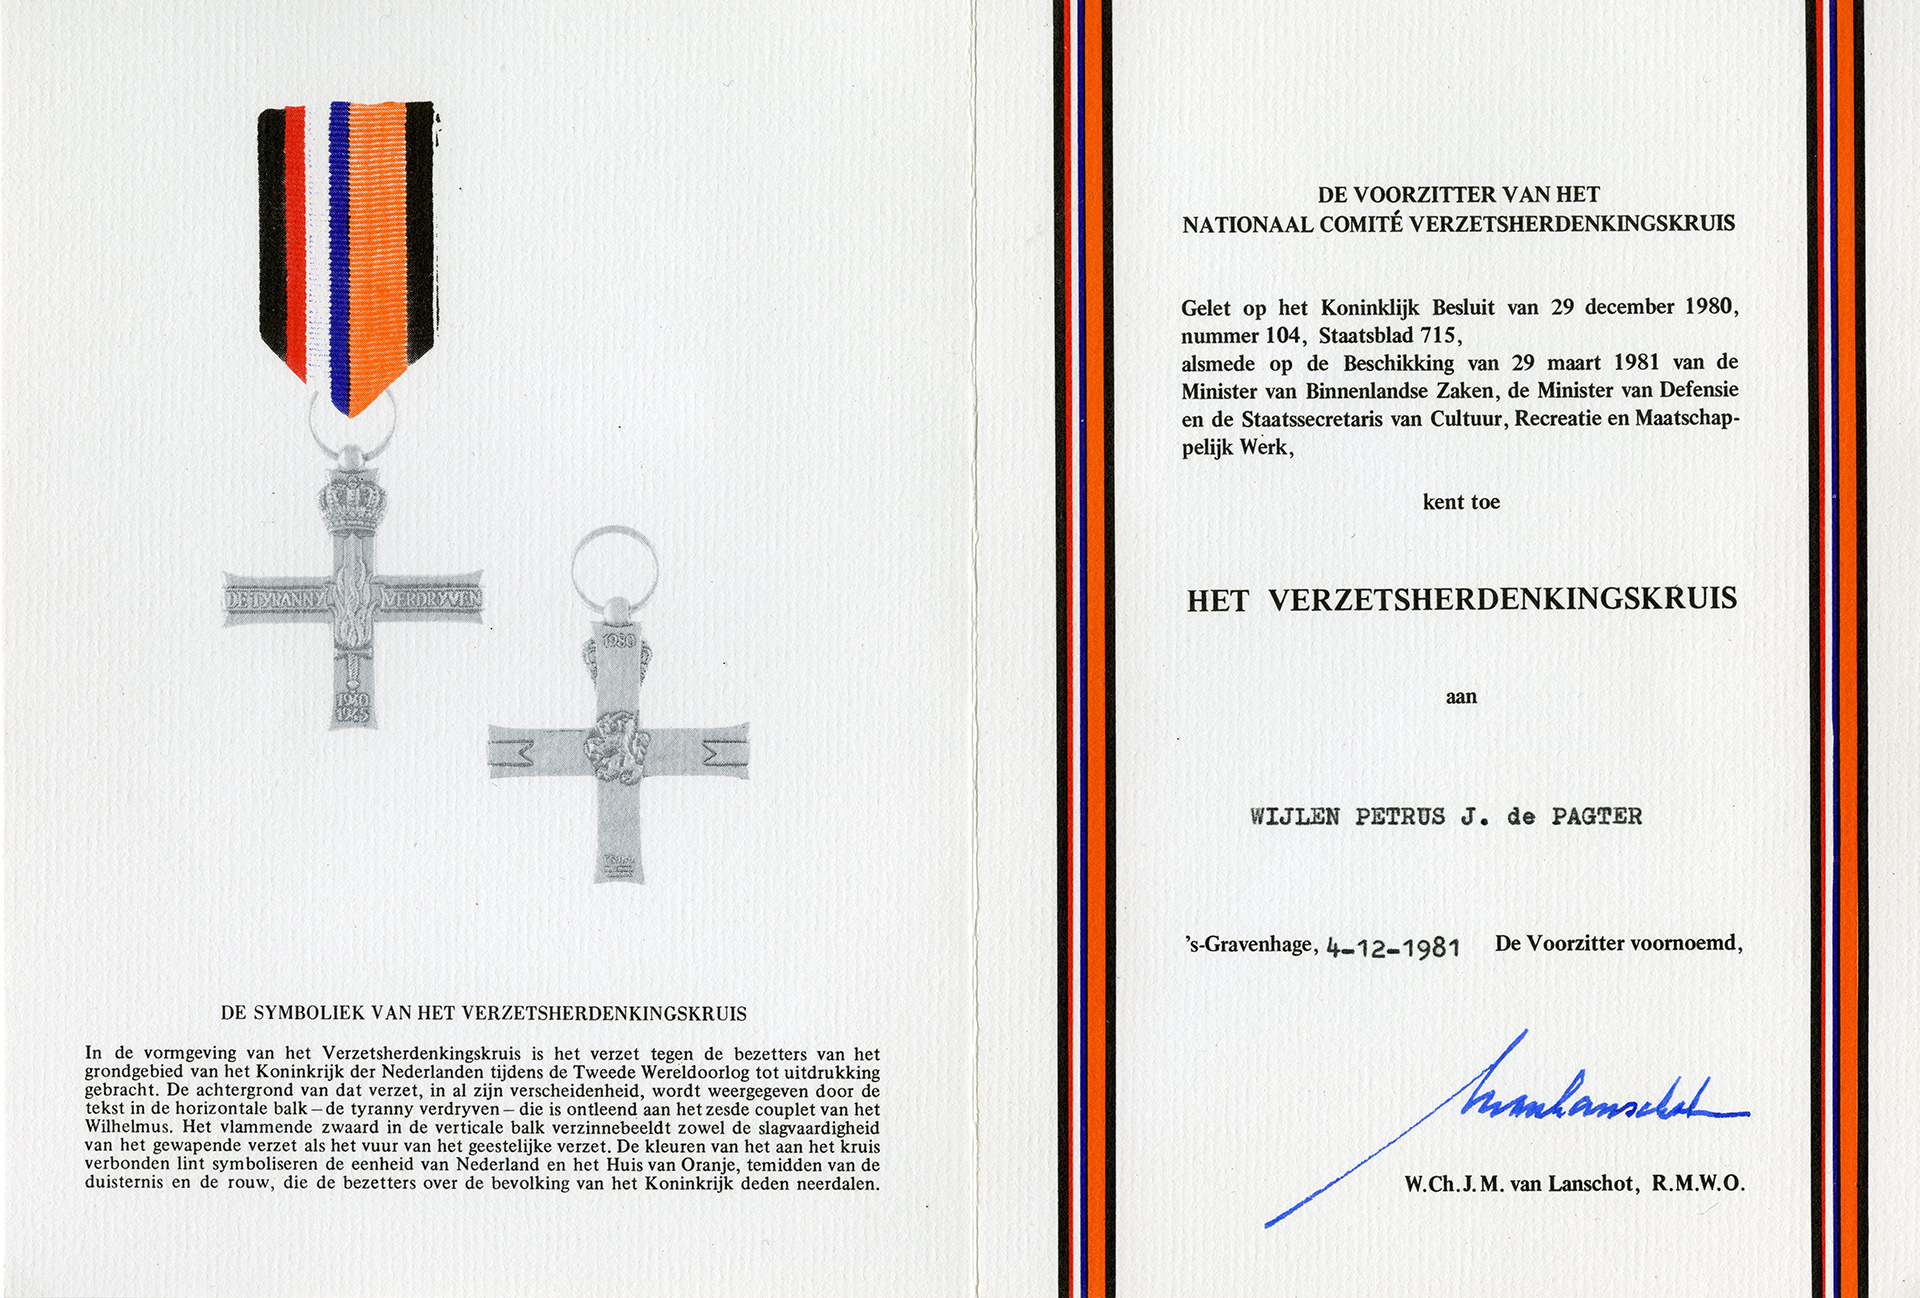 DE TYRANNY VERDRYVEN
1940
1945
1980
DE SYMBOLIEK VAN HET VERZETSHERDENKINGSKRUIS
In de vormgeving van het Verzetsherdenkingskruis is het verzet tegen de bezetters van het
grondgebied van het Koninkrijk der Nederlanden tijdens de Tweede Wereldoorlog tot uitdrukking
gebracht. De achtergrond van dat verzet, in al zijn verscheidenheid, wordt weergegeven door de
tekst in de horizontale balk – de tyranny verdryven – die is ontleend aan het zesde couplet van het
Wilhelmus. Het vlammende zwaard in de verticale balk verzinnebeeldt zowel de slagvaardigheid
van het gewapende verzet als het vuur van het geestelijke verzet. De kleuren van het aan het kruis
verbonden lint symboliseren de eenheid van Nederland en het Huis van Oranje, temidden van de
duisternis en de rouw, die de bezetters over de bevolking van het Koninkrijk deden neerdalen.
DE VOORZITTER VAN HET
NATIONAAL COMITÉ VERZETSHERDENKINGSKRUIS
Gelet op het Koninklijk Besluit van 29 december 1980,
nummer 104, Staatsblad 715,
alsmede op de Beschikking van 29 maart 1981 van de
Minister van Binnenlandse Zaken, de Minister van Defensie
en de Staatssecretaris van Cultuur, Recreatie en Maatschap-
pelijk Werk,
kent toe
HET VERZETSHERDENKINGSKRUIS
aan
WIJLEN PETRUS J. de PAGTER
's-Gravenhage, 4-12-1981 De Voorzitter voornoemd,
W.Ch.J.M. van Lanschot, R.M.W.O.